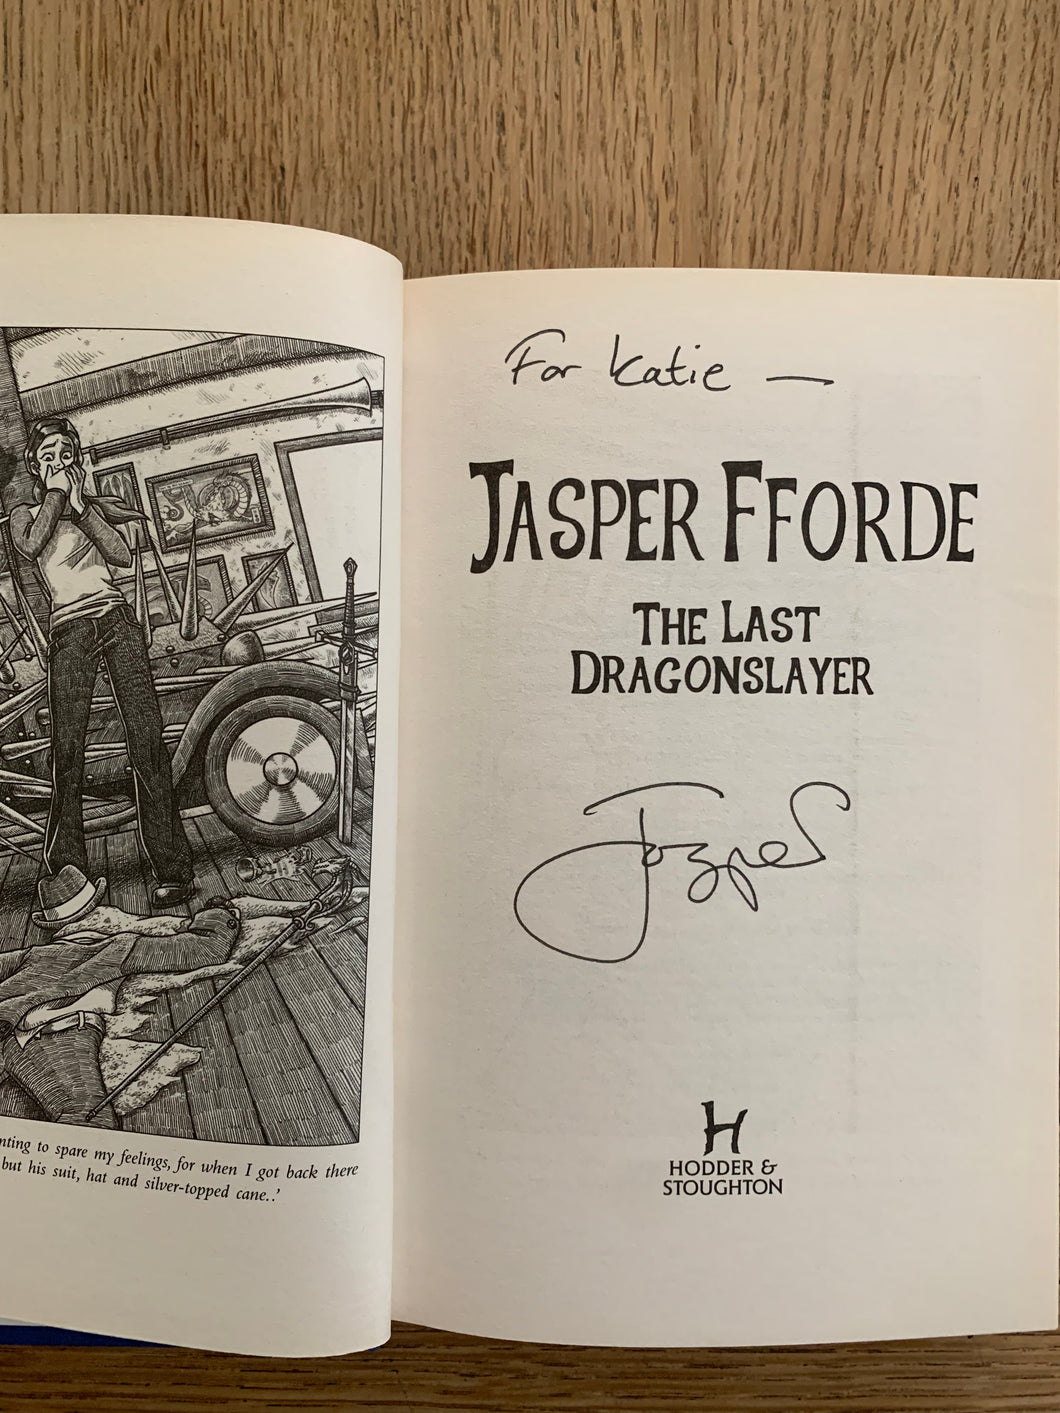 nting to spare my feelings, for when I got back there
but his suit, hat and silver-topped cane..'
For Katie —
JASPER FFORDE
THE LAST
DRAGONSLAYER
Jasper
H
HODDER &
STOUGHTON